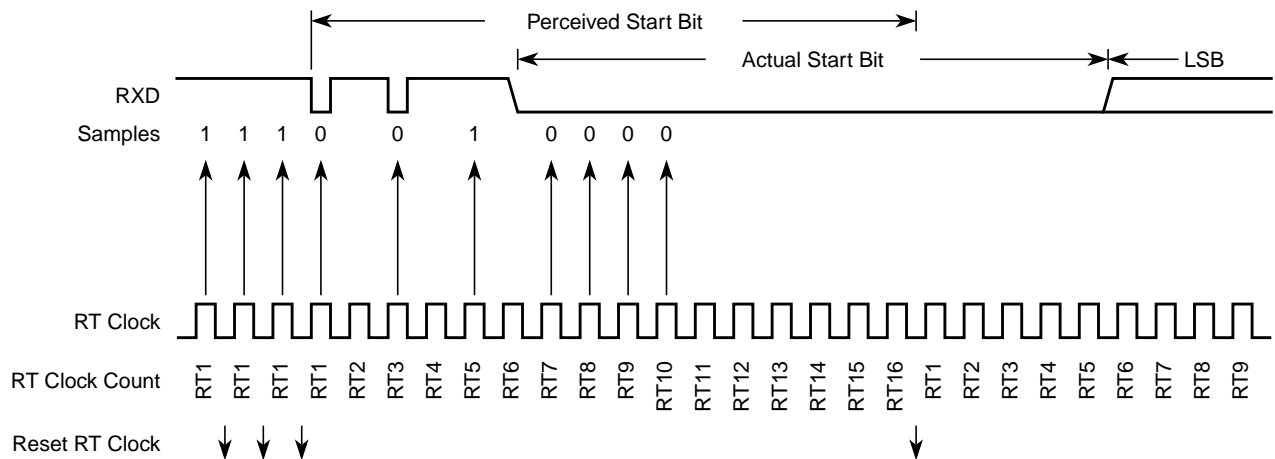 Perceived Start Bit
Actual Start Bit
LSB
RXD
Samples 1 1 1 0 0 1 0 0 0 0
RT Clock
RT Clock Count RT1 RT1 RT1 RT1 RT2 RT3 RT4 RT5 RT6 RT7 RT8 RT9 RT10 RT11 RT12 RT13 RT14 RT15 RT16 RT1 RT2 RT3 RT4 RT5 RT6 RT7 RT8 RT9
Reset RT Clock